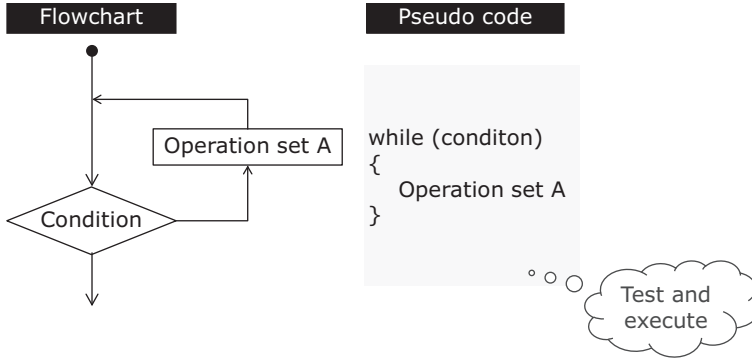 Flowchart
Pseudo code
Operation set A
Condition
while (conditon)
{
Operation set A
}
Test and
execute